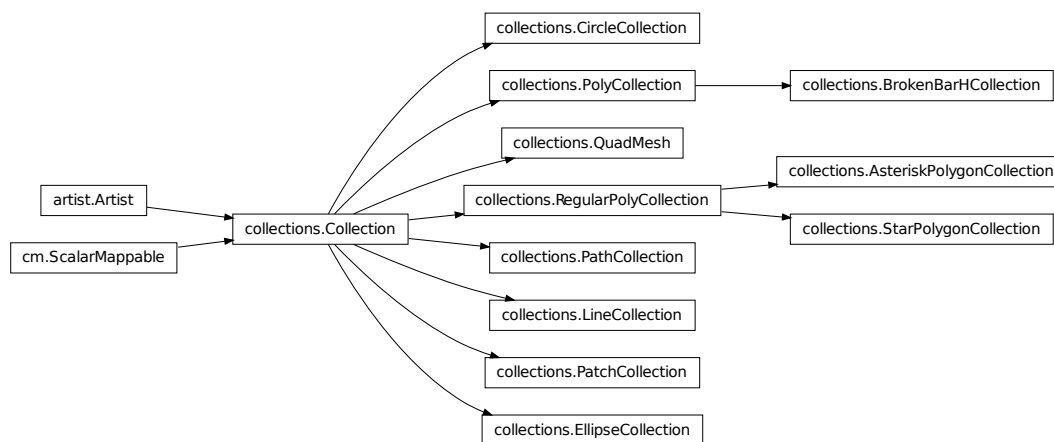 collections.CircleCollection
collections.PolyCollection
collections.BrokenBarHCollection
collections.QuadMesh
collections.AsteriskPolygonCollection
artist.Artist
collections.RegularPolyCollection
collections.Collection
collections.StarPolygonCollection
cm.ScalarMappable
collections.PathCollection
collections.LineCollection
collections.PatchCollection
collections.EllipseCollection